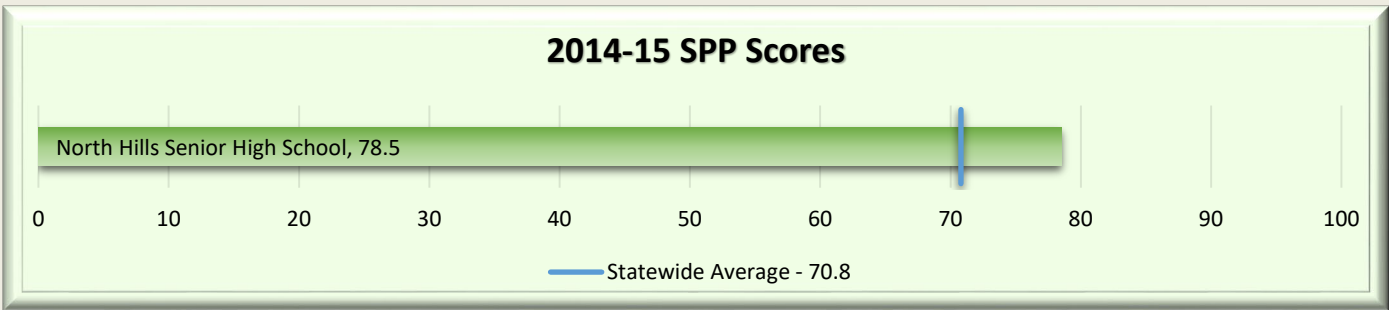 2014-15 SPP Scores
North Hills Senior High School, 78.5
0 10 20 30 40 50 60 70 80 90 100
Statewide Average - 70.8